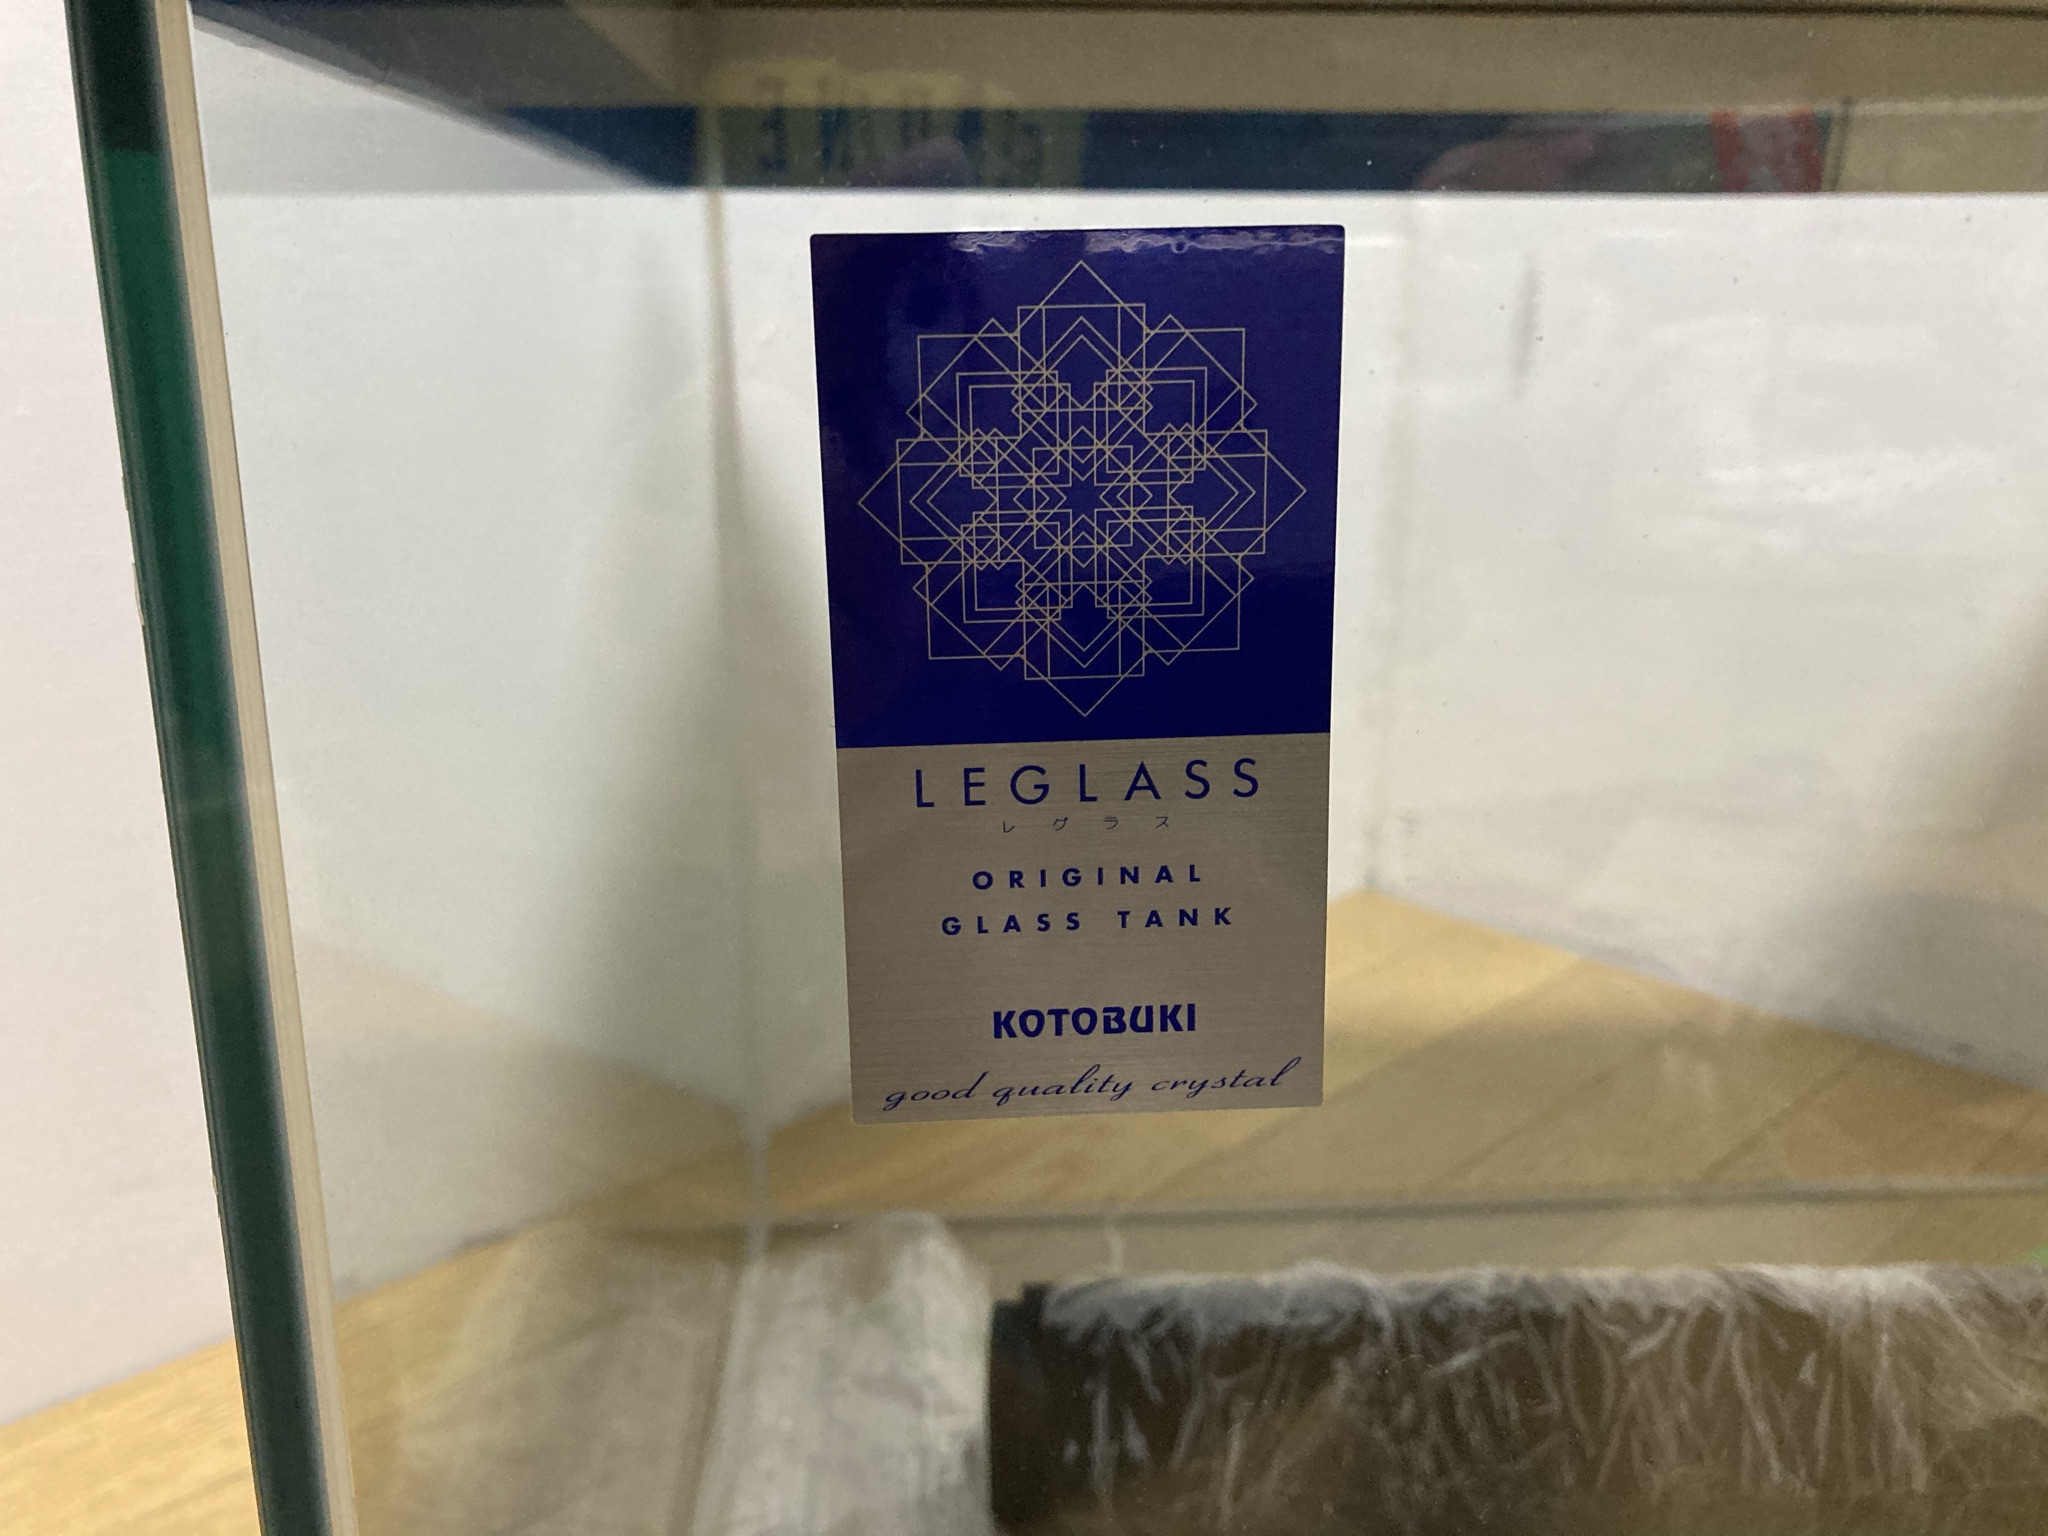 LEGLASS
レグラス
ORIGINAL
GLASS TANK
KOTOBUKI
good quality crystal